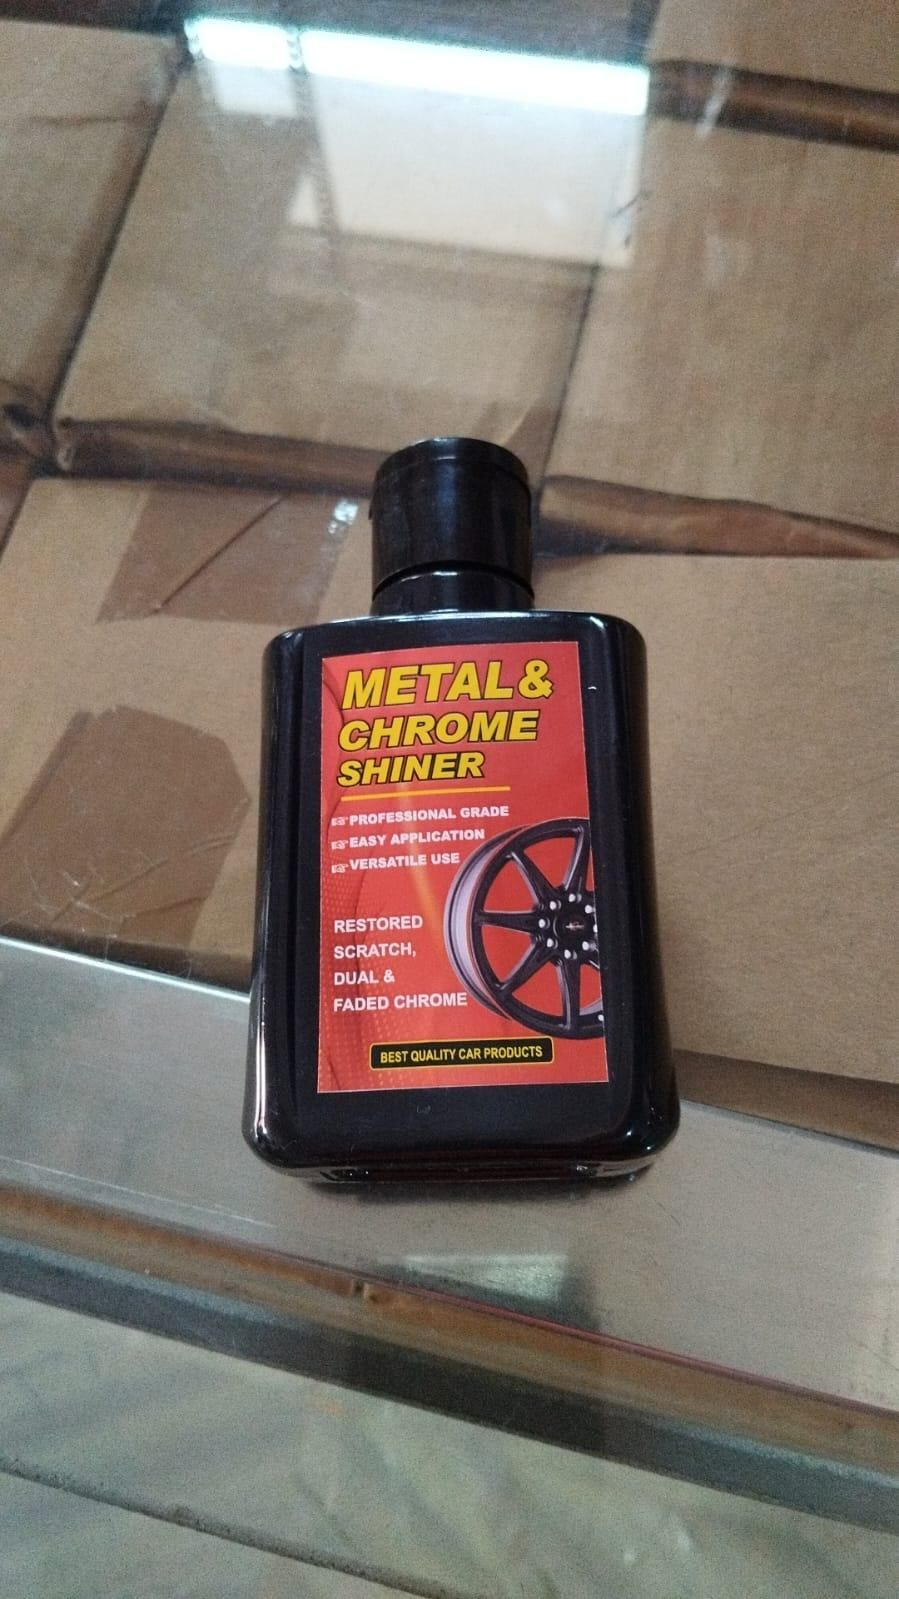 METAL &
CHROME
SHINER
PROFESSIONAL GRADE
EASY APPLICATION
VERSATILE USE
RESTORED
SCRATCH,
DUAL &
FADED CHROME
BEST QUALITY CAR PRODUCTS